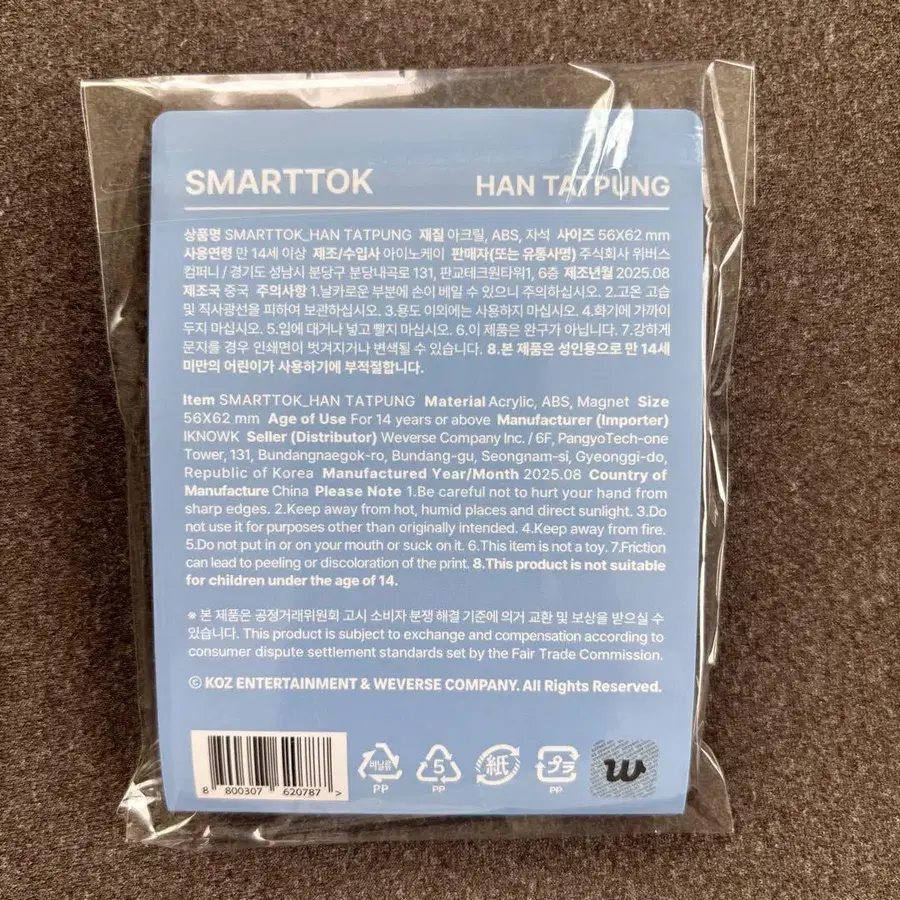 SMARTTOK HAN TATPUNG
상품명 SMARTTOK_HAN TATPUNG 재질 아크릴, ABS, 자석 사이즈 56X62 mm
사용연령 만 14세 이상 제조/수입사 아이노케이 판매자(또는 유통사명) 주식회사 위버스
컴퍼니 / 경기도 성남시 분당구 분당내곡로 131, 판교테크원타워1, 6층 제조년월 2025.08
제조국 중국 주의사항 1.날카로운 부분에 손이 베일 수 있으니 주의하십시오. 2.고온 고습
및 직사광선을 피하여 보관하십시오. 3.용도 이외에는 사용하지 마십시오. 4.화기에 가까이
두지 마십시오. 5.입에 대거나 넣고 빨지 마십시오. 6.이 제품은 완구가 아닙니다. 7.강하게
문지를 경우 인쇄면이 벗겨지거나 변색될 수 있습니다. 8.본 제품은 성인용으로 만 14세
미만의 어린이가 사용하기에 부적절합니다.
Item SMARTTOK_HAN TATPUNG Material Acrylic, ABS, Magnet Size
56X62 mm Age of Use For 14 years or above Manufacturer (Importer)
IKNOWK Seller (Distributor) Weverse Company Inc. / 6F, PangyoTech-one
Tower, 131, Bundangnaegok-ro, Bundang-gu, Seongnam-si, Gyeonggi-do,
Republic of Korea Manufactured Year/Month 2025.08 Country of
Manufacture China Please Note 1.Be careful not to hurt your hand from
sharp edges. 2.Keep away from hot, humid places and direct sunlight. 3.Do
not use it for purposes other than originally intended. 4.Keep away from fire.
5.Do not put in or on your mouth or suck on it. 6.This item is not a toy. 7.Friction
can lead to peeling or discoloration of the print. 8.This product is not suitable
for children under the age of 14.
※ 본 제품은 공정거래위원회 고시 소비자 분쟁 해결 기준에 의거 교환 및 보상을 받으실 수
있습니다. This product is subject to exchange and compensation according to
consumer dispute settlement standards set by the Fair Trade Commission.
© KOZ ENTERTAINMENT & WEVERSE COMPANY. All Rights Reserved.
비닐류 5 紙 プラ w
PP PP PP
8 800307 620787 >